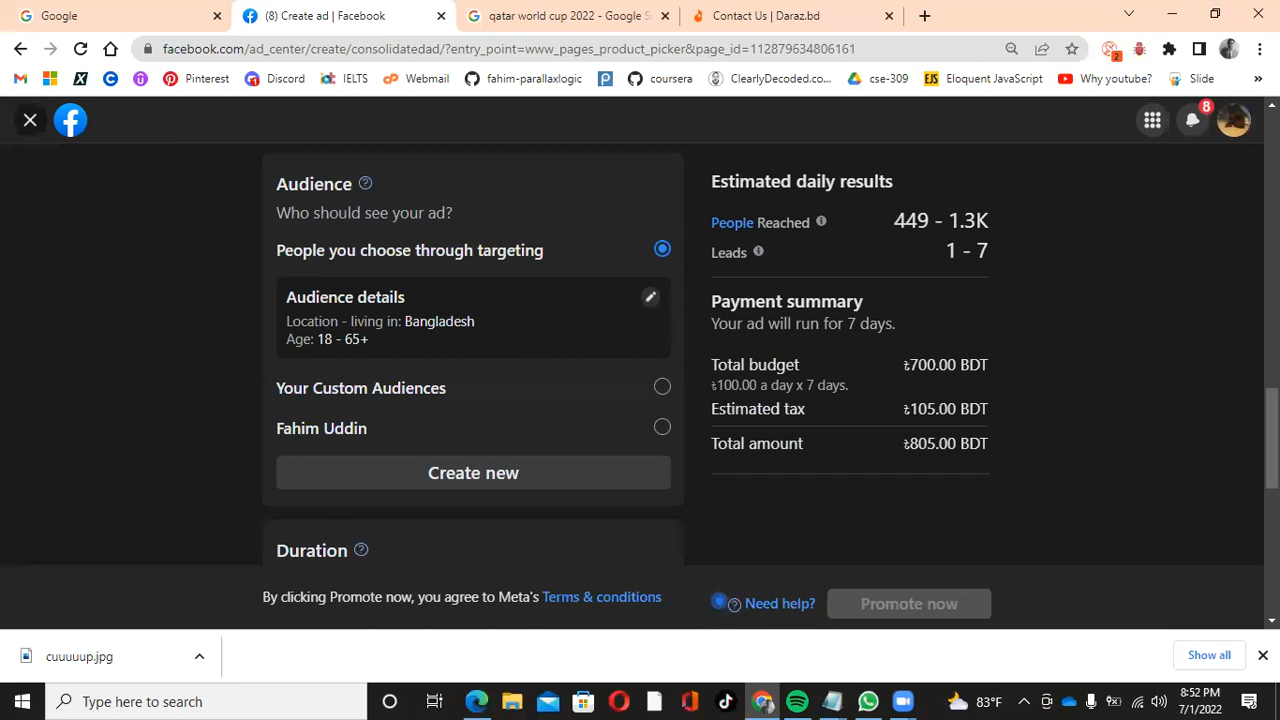 Google
(8) Create ad | Facebook
qatar world cup 2022 - Google S
Contact Us | Daraz.bd
facebook.com/ad_center/create/consolidatedad/?entry_point=www_pages_product_picker&page_id=112879654806161
2
Pinterest
Discord
IELTS
Webmail
fahim-parallaxlogic
coursera
ClearlyDecoded.co...
cse-309
EJS
Eloquent JavaScript
Why youtube?
Slide
»
8
Audience
Who should see your ad?
People you choose through targeting
Audience details
Location - living in: Bangladesh
Age: 18 - 65+
Your Custom Audiences
Fahim Uddin
Create new
Duration
Estimated daily results
People Reached
449 - 1.3K
Leads
1 - 7
Payment summary
Your ad will run for 7 days.
Total budget
৳700.00 BDT
৳100.00 a day x 7 days.
Estimated tax
৳105.00 BDT
Total amount
৳805.00 BDT
By clicking Promote now, you agree to Meta's Terms & conditions
Need help?
Promote now
cuuuuup.jpg
Show all
Type here to search
83°F
8:52 PM
7/1/2022